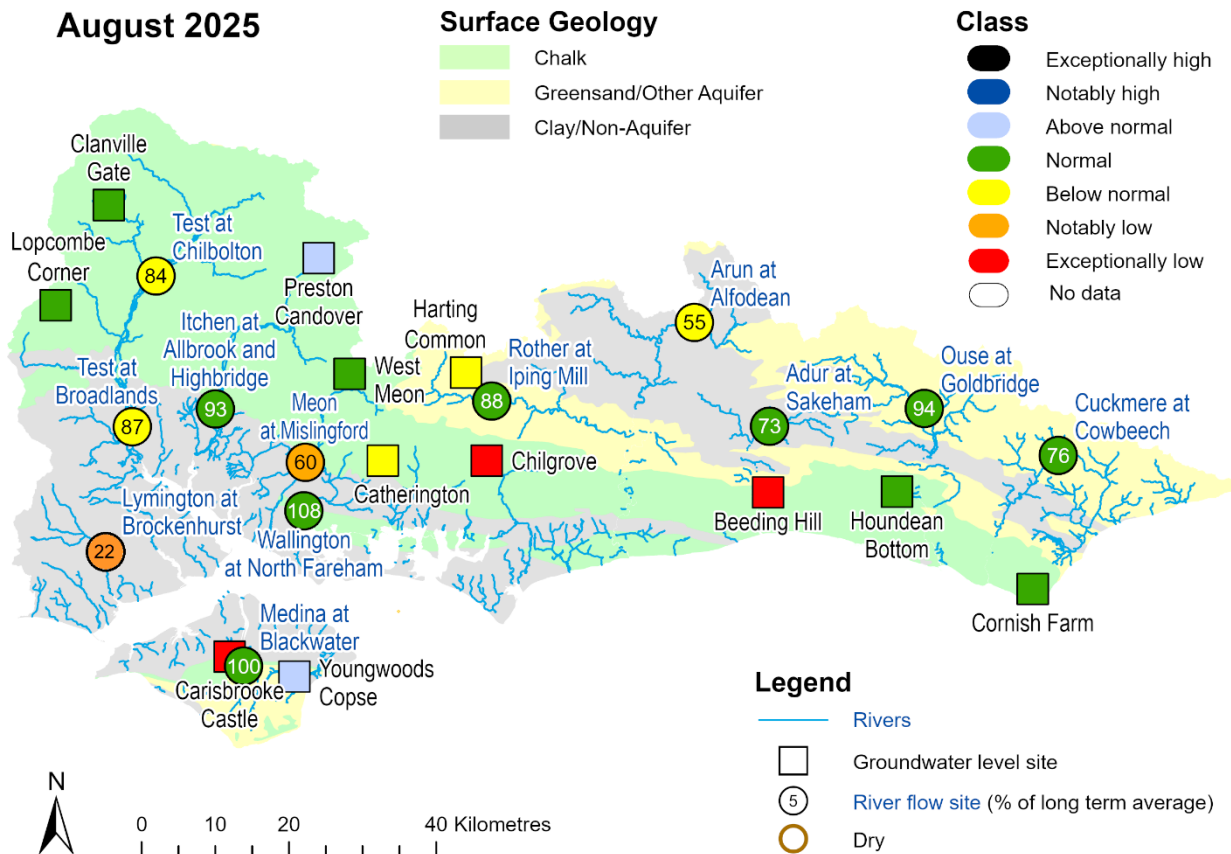 August 2025
Surface Geology
Chalk
Greensand/Other Aquifer
Clay/Non-Aquifer
Class
Exceptionally high
Notably high
Above normal
Normal
Below normal
Notably low
Exceptionally low
No data
Clanville
Gate
Lopcombe
Corner
Test at
Chilbolton
84
Preston
Candover
Itchen at
Allbrook and
Highbridge
93
Test at
Broadlands
87
West
Meon
Harting
Common
Rother at
Iping Mill
88
Arun at
Alfodean
55
Adur at
Sakeham
73
Ouse at
Goldbridge
94
Cuckmere at
Cowbeech
76
Meon
at Mislingford
60
Catherington
Chilgrove
Beeding Hill
Houndean
Bottom
Cornish Farm
Lymington at
Brockenhurst
22
108
Wallington
at North Fareham
Medina at
Blackwater
100
Carisbrooke
Castle
Youngwoods
Copse
Legend
Rivers
Groundwater level site
5
River flow site (% of long term average)
Dry
N
0 10 20 40 Kilometres